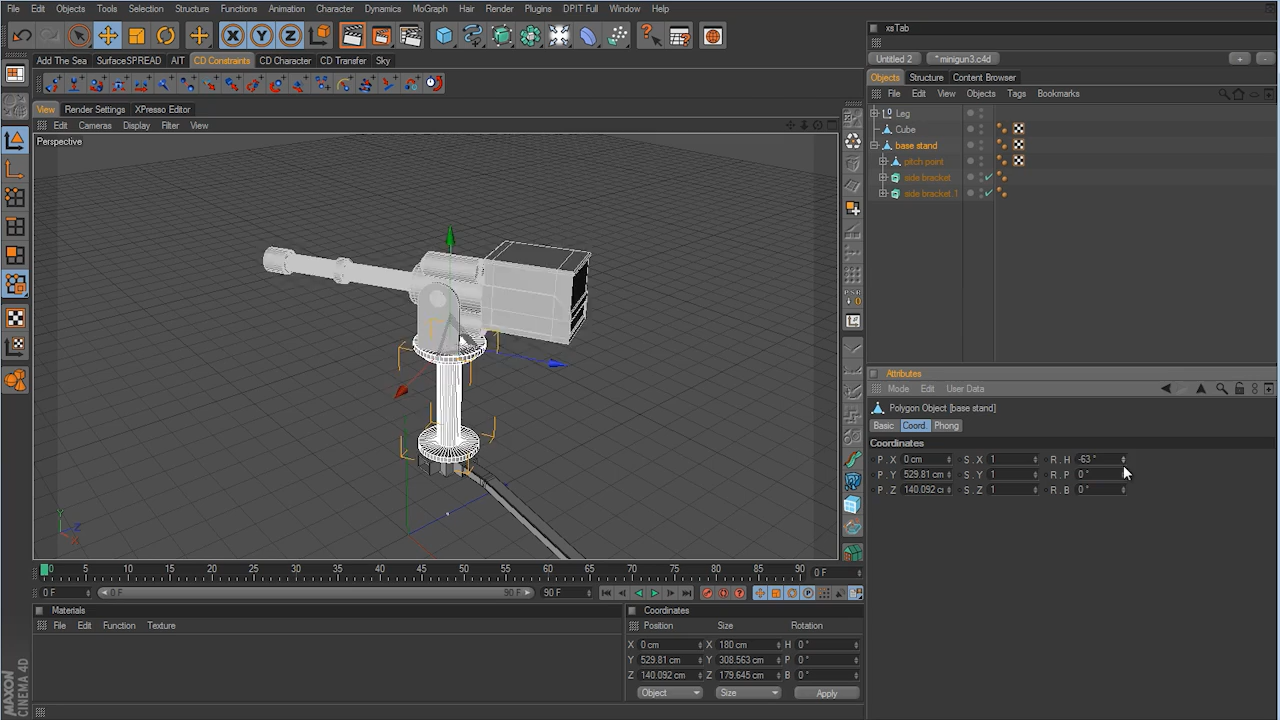 File Edit Objects Tools Selection Structure Functions Animation Character Dynamics MoGraph Hair Render Plugins DPIT Full Window Help
xsTab
Add The Sea SurfaceSPREAD AIT CD Constraints CD Character CD Transfer Sky
Untitled 2 * minigun3.c4d + -
Objects Structure Content Browser
File Edit View Objects Tags Bookmarks
View Render Settings XPresso Editor
Edit Cameras Display Filter View
Perspective
Leg
Cube
base stand
pitch point
side bracket
side bracket.1
PSR
Attributes
Mode Edit User Data
Polygon Object [base stand]
Basic Coord. Phong
Coordinates
P . X 0 cm S . X 1 R . H -63 °
P . Y 529.81 cm S . Y 1 R . P 0 °
P . Z 140.092 c S . Z 1 R . B 0 °
Y Z X
0 5 10 15 20 25 30 35 40 45 50 55 60 65 70 75 80 85 90 0 F
0 F 0 F 90 F 90 F
Materials
File Edit Function Texture
Coordinates
Position Size Rotation
X 0 cm X 180 cm H 0 °
Y 529.81 cm Y 308.563 cm P 0 °
Z 140.092 cm Z 179.645 cm B 0 °
Object Size Apply
MAXON
CINEMA 4D